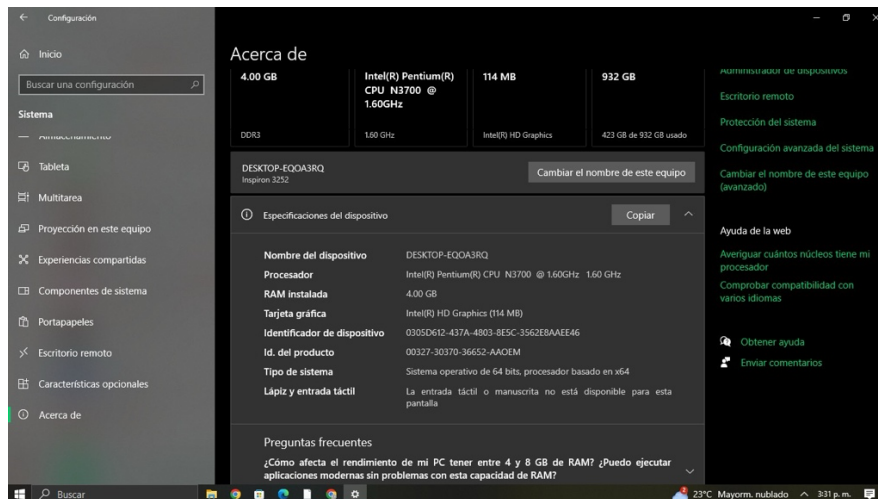 Configuración
Inicio
Buscar una configuración
Sistema
Almacenamiento
Tableta
Multitarea
Proyección en este equipo
Experiencias compartidas
Componentes de sistema
Portapapeles
Escritorio remoto
Características opcionales
Acerca de
Acerca de
4.00 GB
DDR3
Intel(R) Pentium(R)
CPU N3700 @
1.60GHz
1.60 GHz
114 MB
Intel(R) HD Graphics
932 GB
423 GB de 932 GB usado
DESKTOP-EQOA3RQ
Inspiron 3252
Cambiar el nombre de este equipo
Especificaciones del dispositivo
Copiar
Nombre del dispositivo DESKTOP-EQOA3RQ
Procesador Intel(R) Pentium(R) CPU N3700 @ 1.60GHz 1.60 GHz
RAM instalada 4.00 GB
Tarjeta gráfica Intel(R) HD Graphics (114 MB)
Identificador de dispositivo 0305D612-437A-4803-8E5C-3562E8AAEE46
Id. del producto 00327-30370-36652-AAOEM
Tipo de sistema Sistema operativo de 64 bits, procesador basado en x64
Lápiz y entrada táctil La entrada táctil o manuscrita no está disponible para esta
pantalla
Preguntas frecuentes
¿Cómo afecta el rendimiento de mi PC tener entre 4 y 8 GB de RAM? ¿Puedo ejecutar
aplicaciones modernas sin problemas con esta capacidad de RAM?
Administrador de dispositivos
Escritorio remoto
Protección del sistema
Configuración avanzada del sistema
Cambiar el nombre de este equipo
(avanzado)
Ayuda de la web
Averiguar cuántos núcleos tiene mi
procesador
Comprobar compatibilidad con
varios idiomas
Obtener ayuda
Enviar comentarios
Buscar
23°C Mayorm. nublado 3:31 p. m.